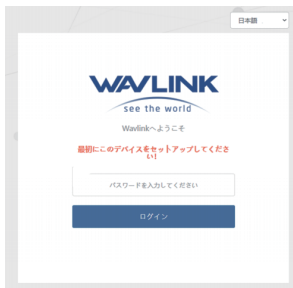 日本語
WAVLINK
see the world
Wavlinkへようこそ
最初にこのデバイスをセットアップしてくださ
い!
パスワードを入力してください
ログイン